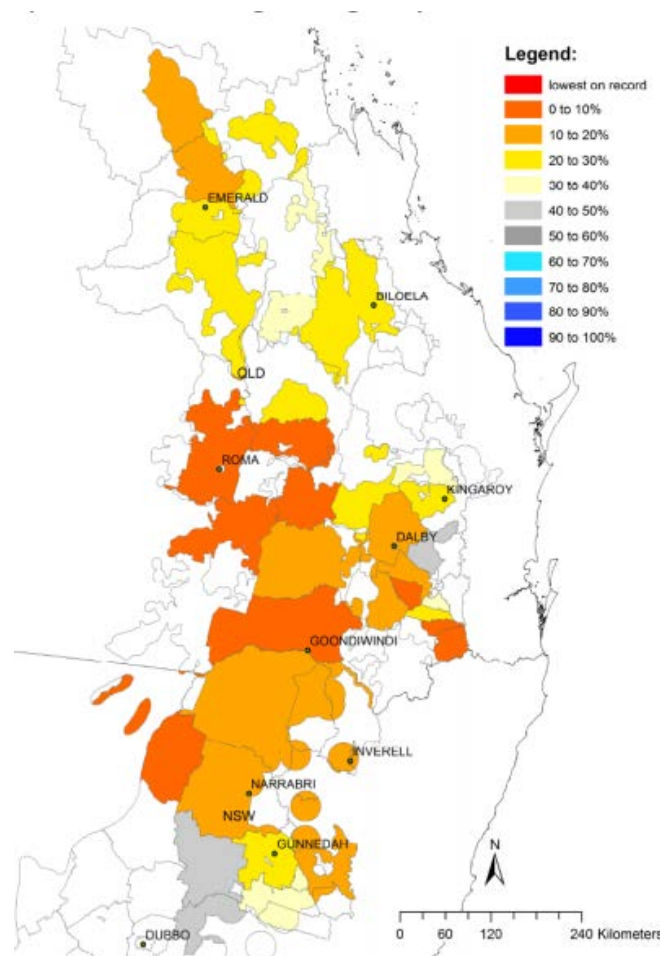 Legend:
lowest on record
0 to 10%
10 to 20%
20 to 30%
30 to 40%
40 to 50%
50 to 60%
60 to 70%
70 to 80%
80 to 90%
90 to 100%
EMERALD
BILOELA
QLD
ROMA
KINGAROY
DALBY
GOONDIWINDI
INVERELL
NARRABRI
NSW
GUNNEDAH
N
DUBBO
0 60 120 240 Kilometers